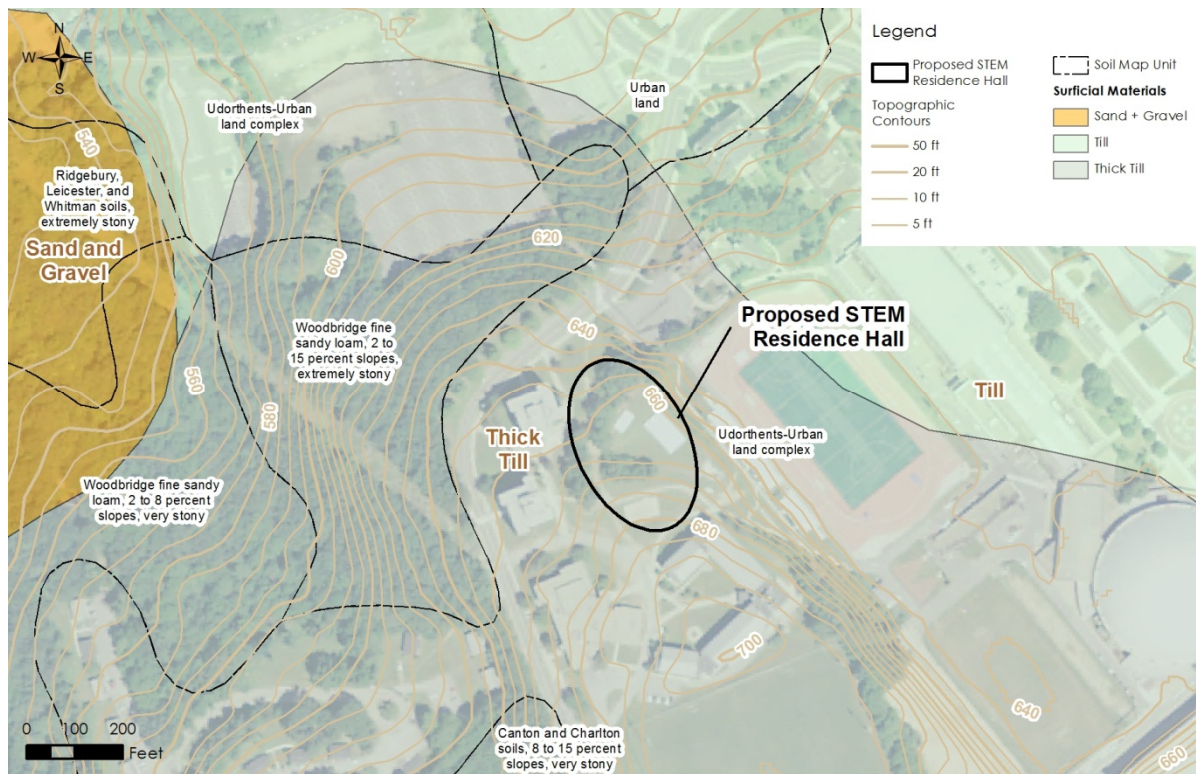 N
W E
S
540
Ridgebury,
Leicester, and
Whitman soils,
extremely stony
Sand and
Gravel
Udorthents-Urban
land complex
Urban
land
600
620
Woodbridge fine
sandy loam, 2 to
15 percent slopes,
extremely stony
560
580
640
660
Proposed STEM
Residence Hall
Thick
Till
Udorthents-Urban
land complex
Till
Woodbridge fine sandy
loam, 2 to 8 percent
slopes, very stony
680
700
640
660
Canton and Charlton
soils, 8 to 15 percent
slopes, very stony
0 100 200
Feet
Legend
Proposed STEM
Residence Hall
Topographic
Contours
50 ft
20 ft
10 ft
5 ft
Soil Map Unit
Surficial Materials
Sand + Gravel
Till
Thick Till